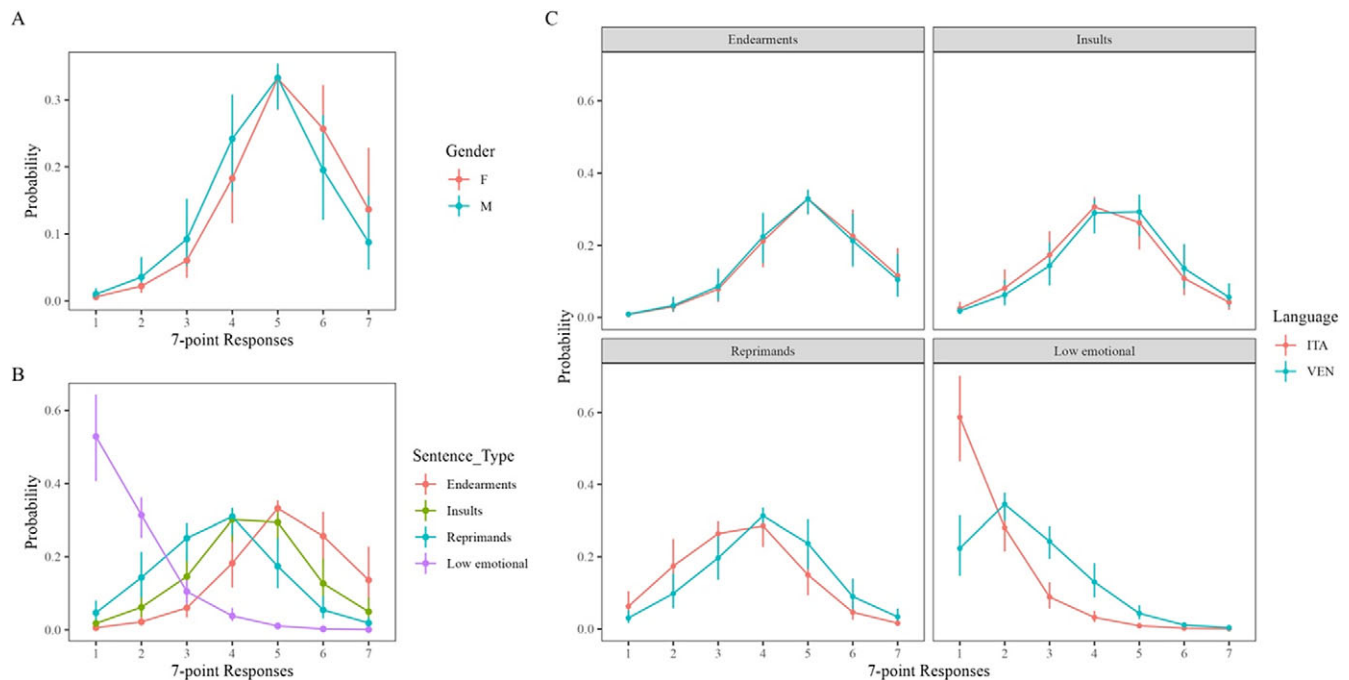 A
Probability
0.3
0.2
0.1
0.0
1 2 3 4 5 6 7
7-point Responses
Gender
F
M
B
Probability
0.6
0.4
0.2
0.0
1 2 3 4 5 6 7
7-point Responses
Sentence_Type
Endearments
Insults
Reprimands
Low emotional
C
Endearments Insults
Probability
0.6
0.4
0.2
0.0
Reprimands Low emotional
0.6
0.4
0.2
0.0
1 2 3 4 5 6 7 1 2 3 4 5 6 7
7-point Responses
Language
ITA
VEN